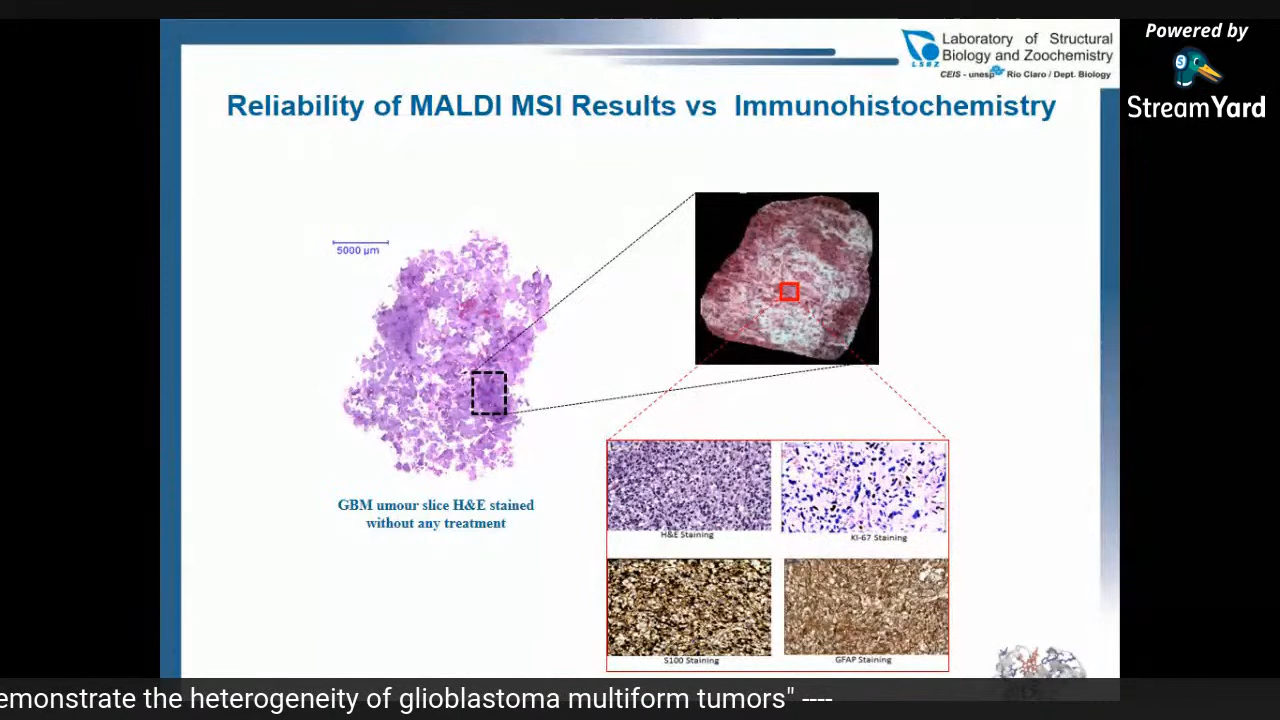 Laboratory of Structural
Biology and Zoochemistry
LSBZ
CEIS - unesp Rio Claro / Dept. Biology
Powered by
StreamYard
Reliability of MALDI MSI Results vs Immunohistochemistry
5000 µm
GBM umour slice H&E stained
without any treatment
H&E Staining
KI-67 Staining
S100 Staining
GFAP Staining
emonstrate the heterogeneity of glioblastoma multiform tumors" ----